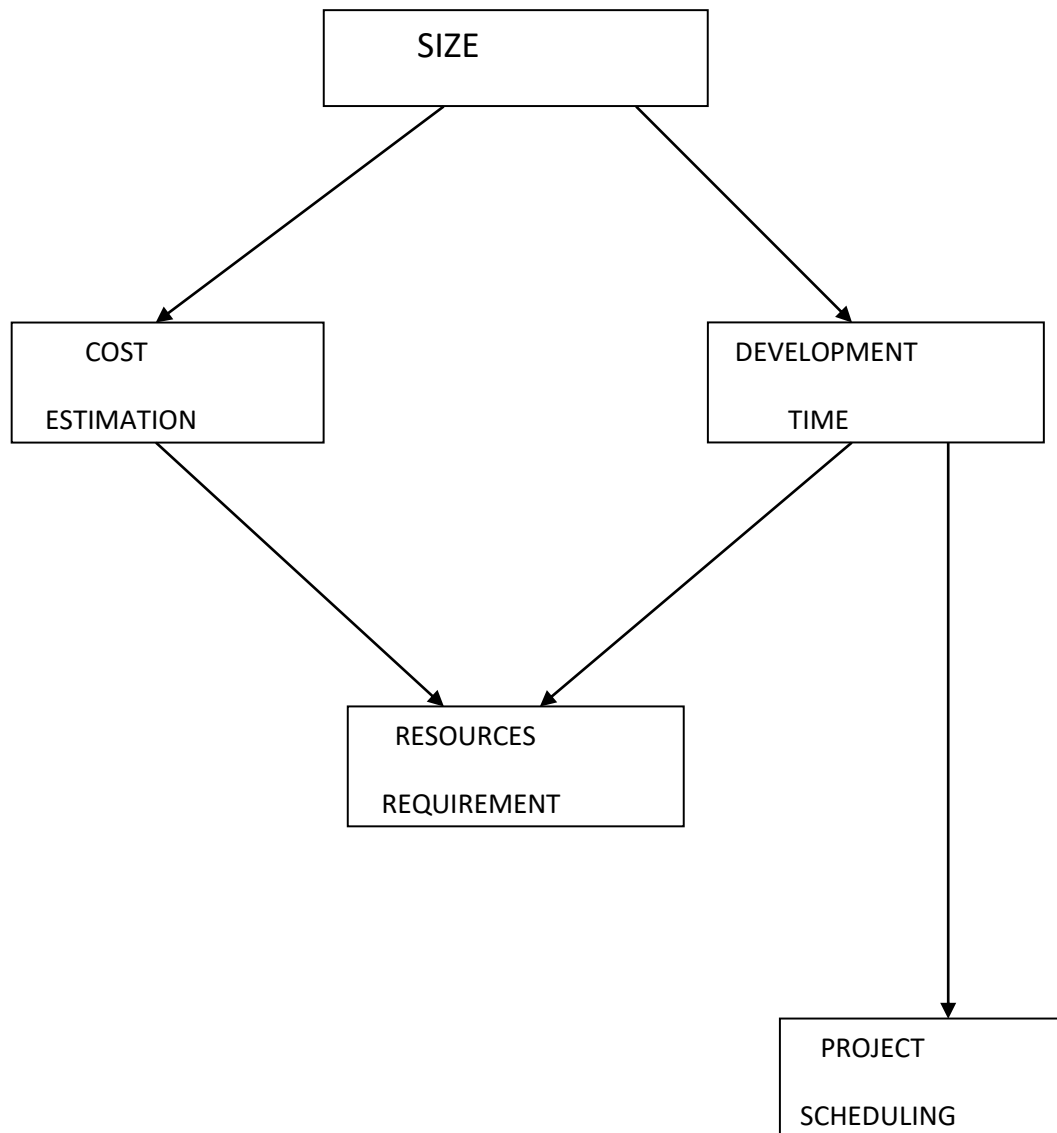 SIZE
COST
ESTIMATION
DEVELOPMENT
TIME
RESOURCES
REQUIREMENT
PROJECT
SCHEDULING